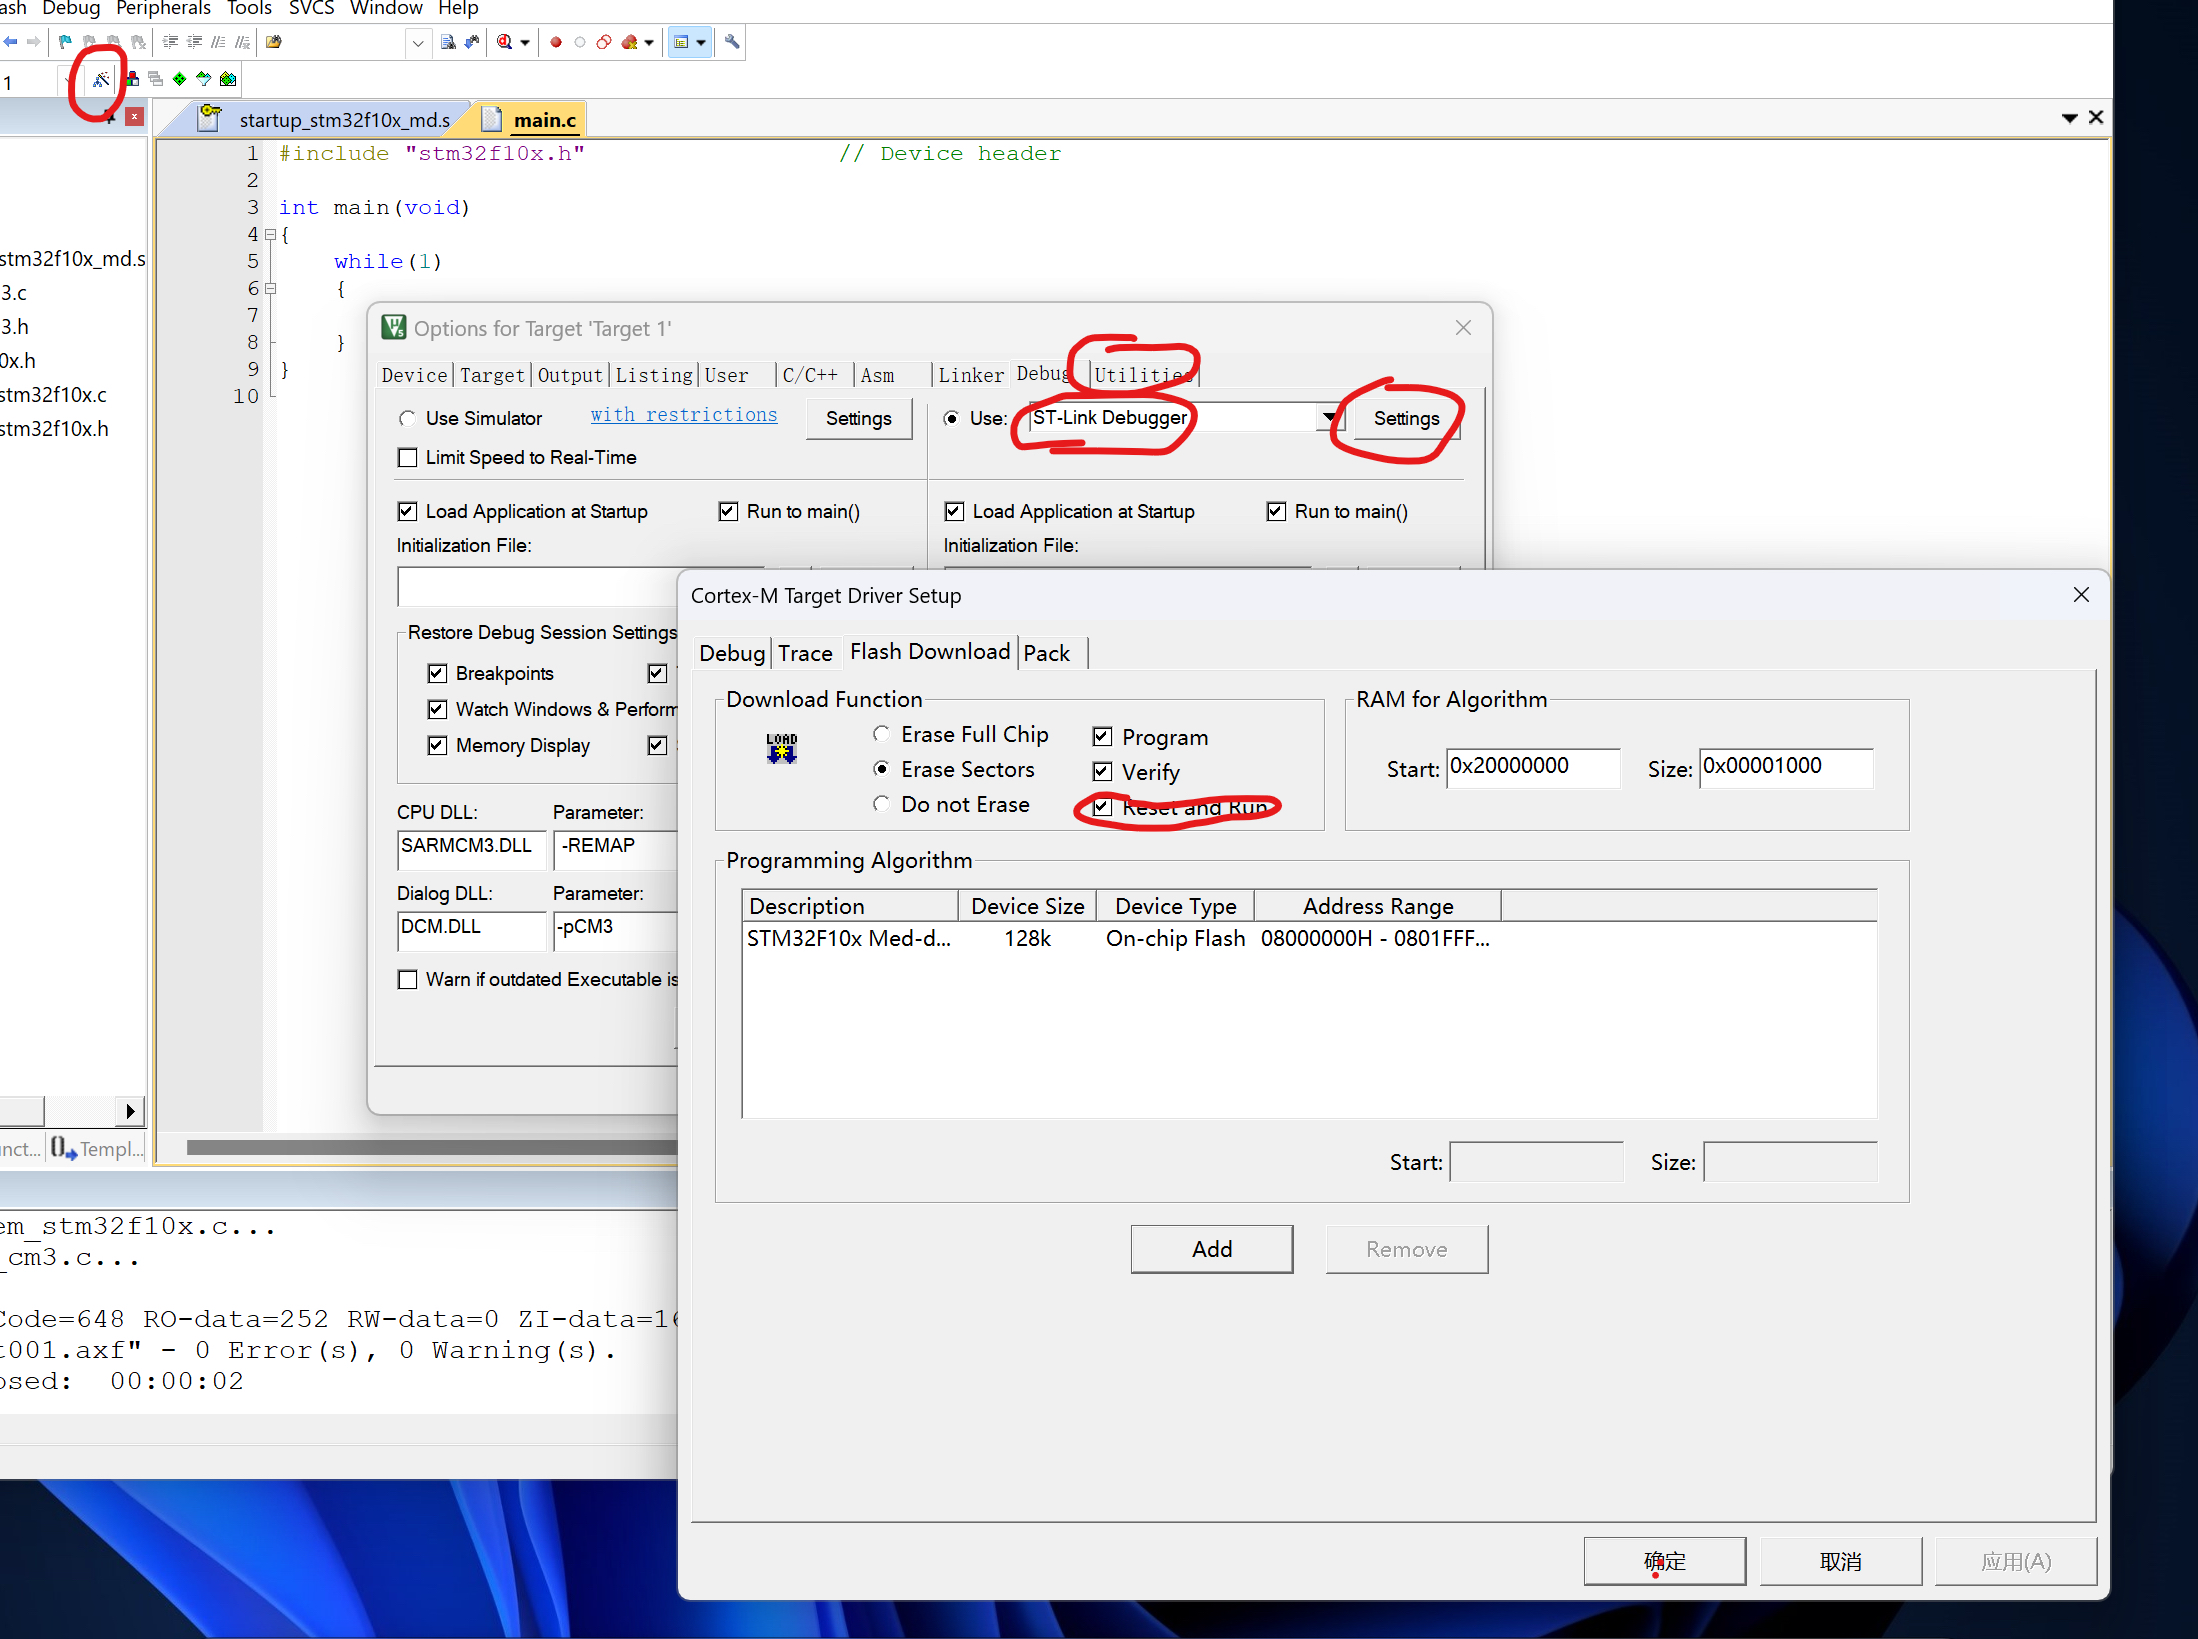 Debug Peripherals Tools SVCS Window Help
1
startup_stm32f10x_md.s main.c
1 #include "stm32f10x.h" // Device header
2
3 int main(void)
4 {
5 while(1)
6 {
7
8 }
9 }
10
stm32f10x_md.s
3.c
3.h
0x.h
stm32f10x.c
stm32f10x.h
Options for Target 'Target 1'
Device Target Output Listing User C/C++ Asm Linker Debug Utilities
Use Simulator with restrictions Settings Use: ST-Link Debugger Settings
Limit Speed to Real-Time
Load Application at Startup Run to main() Load Application at Startup Run to main()
Initialization File: Initialization File:
Restore Debug Session Settings
Breakpoints
Watch Windows & Perform
Memory Display
CPU DLL: Parameter:
SARMCM3.DLL -REMAP
Dialog DLL: Parameter:
DCM.DLL -pCM3
Warn if outdated Executable is
Cortex-M Target Driver Setup
Debug Trace Flash Download Pack
Download Function RAM for Algorithm
LOAD
Erase Full Chip Program
Erase Sectors Verify
Do not Erase Reset and Run
Start: 0x20000000 Size: 0x00001000
Programming Algorithm
Description Device Size Device Type Address Range
STM32F10x Med-d... 128k On-chip Flash 08000000H - 0801FFF...
Start: Size:
Add Remove
确定 取消 应用(A)
Templ...
em_stm32f10x.c...
_cm3.c...
Code=648 RO-data=252 RW-data=0 ZI-data=16
t001.axf" - 0 Error(s), 0 Warning(s).
osed: 00:00:02